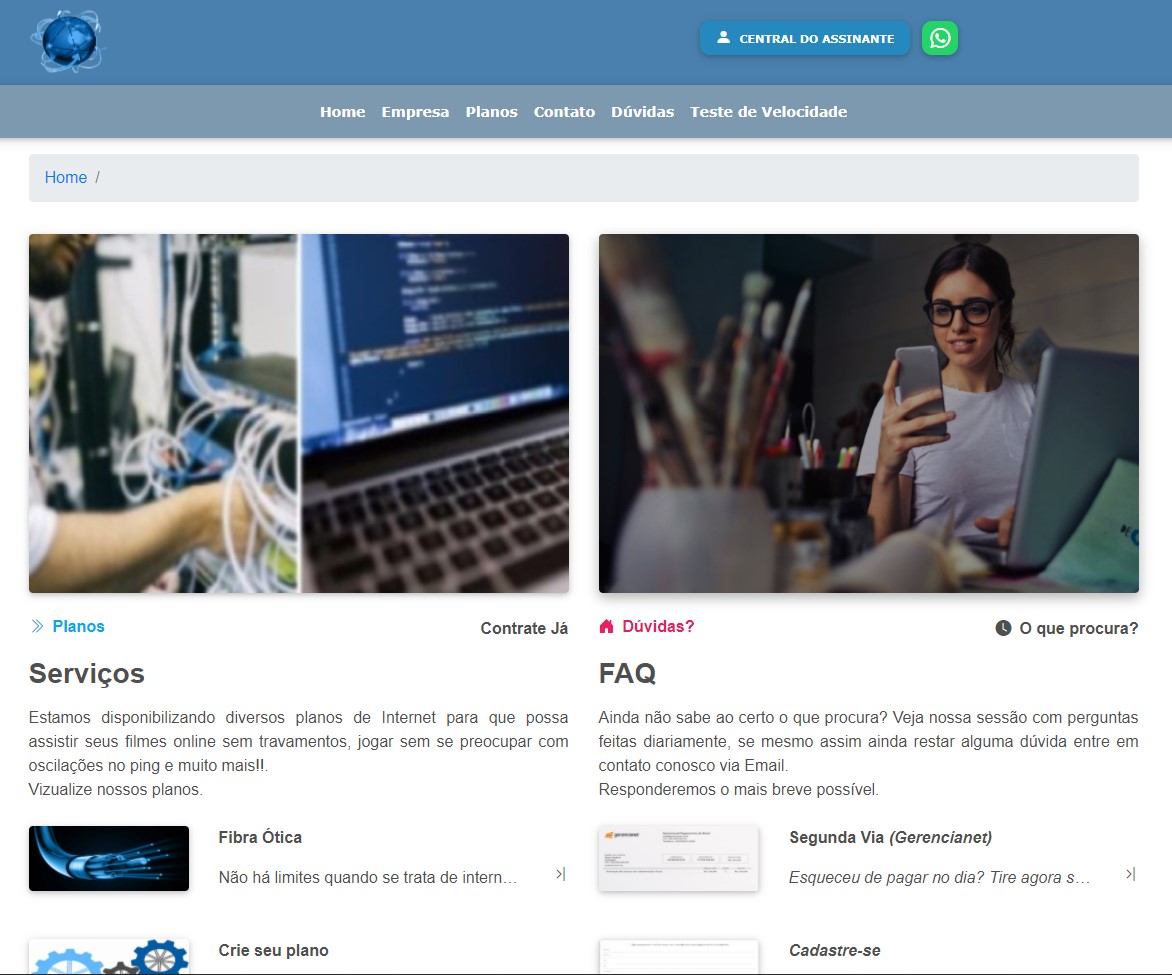 CENTRAL DO ASSINANTE
Home Empresa Planos Contato Dúvidas Teste de Velocidade
Home /
Planos
Contrate Já
Serviços
Estamos disponibilizando diversos planos de Internet para que possa
assistir seus filmes online sem travamentos, jogar sem se preocupar com
oscilações no ping e muito mais!!.
Vizualize nossos planos.
Fibra Ótica
Não há limites quando se trata de intern...
Crie seu plano
Dúvidas?
O que procura?
FAQ
Ainda não sabe ao certo o que procura? Veja nossa sessão com perguntas
feitas diariamente, se mesmo assim ainda restar alguma dúvida entre em
contato conosco via Email.
Responderemos o mais breve possível.
gerencianet
Segunda Via (Gerencianet)
Esqueceu de pagar no dia? Tire agora s...
Cadastre-se